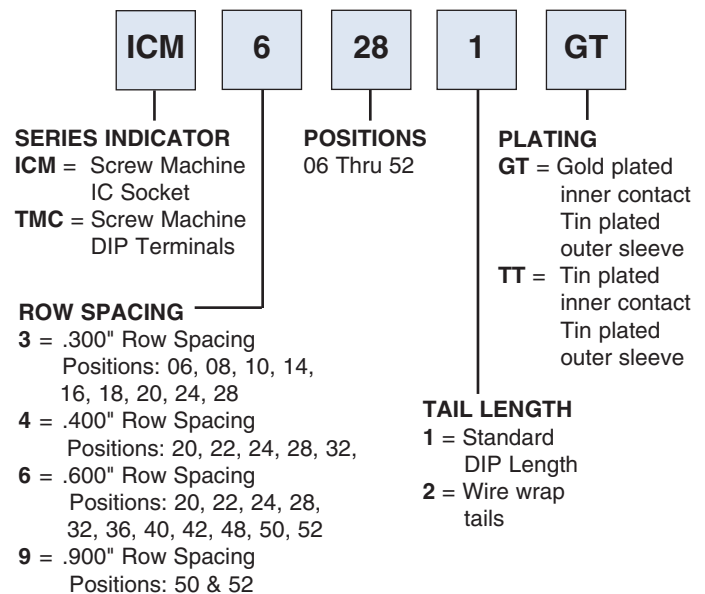 ICM 6 28 1 GT
SERIES INDICATOR
ICM = Screw Machine
IC Socket
TMC = Screw Machine
DIP Terminals
POSITIONS
06 Thru 52
PLATING
GT = Gold plated
inner contact
Tin plated
outer sleeve
TT = Tin plated
inner contact
Tin plated
outer sleeve
ROW SPACING
3 = .300" Row Spacing
Positions: 06, 08, 10, 14,
16, 18, 20, 24, 28
4 = .400" Row Spacing
Positions: 20, 22, 24, 28, 32,
6 = .600" Row Spacing
Positions: 20, 22, 24, 28,
32, 36, 40, 42, 48, 50, 52
9 = .900" Row Spacing
Positions: 50 & 52
TAIL LENGTH
1 = Standard
DIP Length
2 = Wire wrap
tails